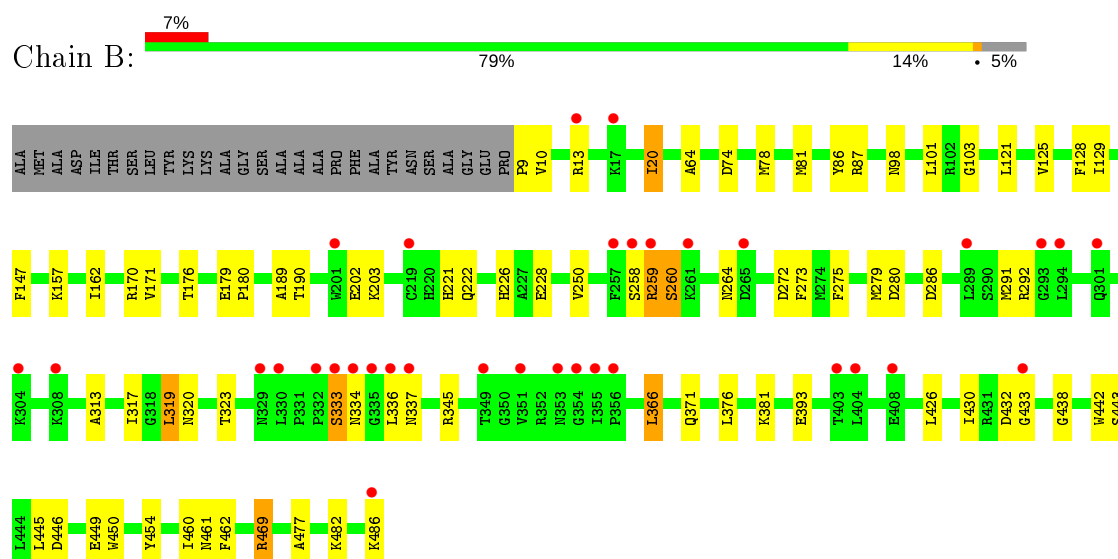 7%
Chain B:
79% 14% • 5%
ALA MET ALA ASP ILE THR SER LEU TYR LYS LYS ALA GLY SER ALA ALA ALA PRO PHE ALA TYR ASN SER ALA GLY GLU PRO P9 V10 R13 K17 I20 A64 D74 M78 M81 Y86 R87 N98 L101 R102 G103 L121 V125 F128 I129
F147 K157 I162 R170 V171 T176 E179 P180 A189 T190 W201 E202 K203 C219 H220 H221 Q222 H226 A227 E228 V250 F257 S258 R259 S260 K261 N264 D265 D272 F273 M274 F275 M279 D280 D286 L289 S290 M291 R292 G293 L294 Q301
K304 K308 A313 I317 G318 L319 N320 T323 N329 L330 P331 P332 S333 N334 G335 L336 N337 R345 T349 G350 V351 R352 N353 G354 I355 P356 L366 Q371 L376 K381 E393 T403 L404 E408 L426 I430 R431 D432 G433 G438 W442 S443
L444 L445 D446 E449 W450 Y454 I460 N461 F462 R469 A477 K482 K486